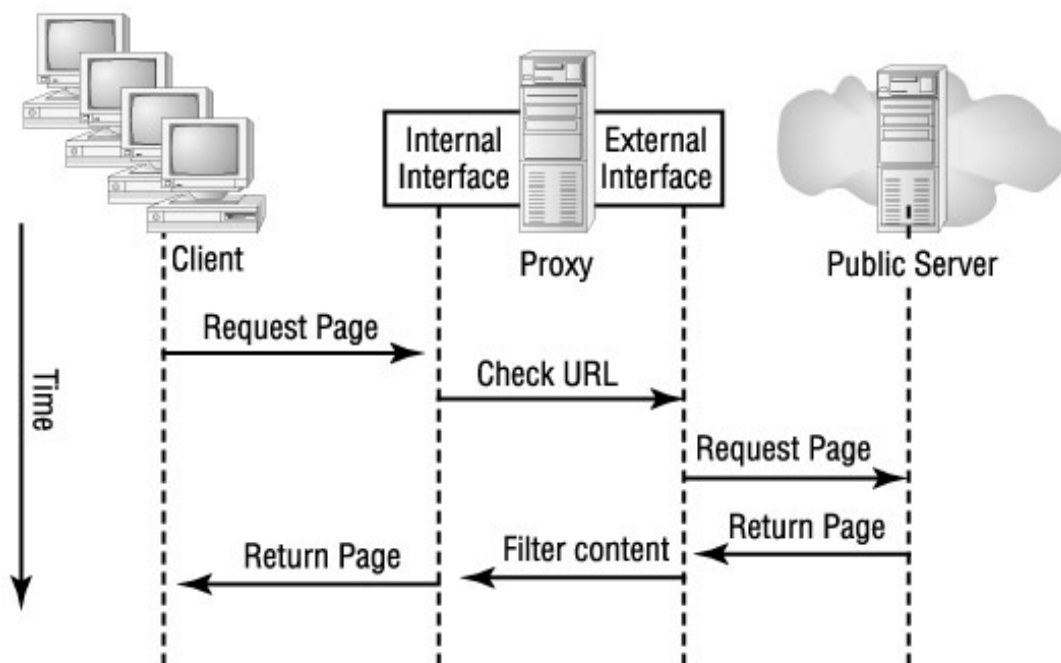 Internal
Interface
External
Interface
Client
Proxy
Public Server
Time
Request Page
Check URL
Request Page
Return Page
Filter content
Return Page